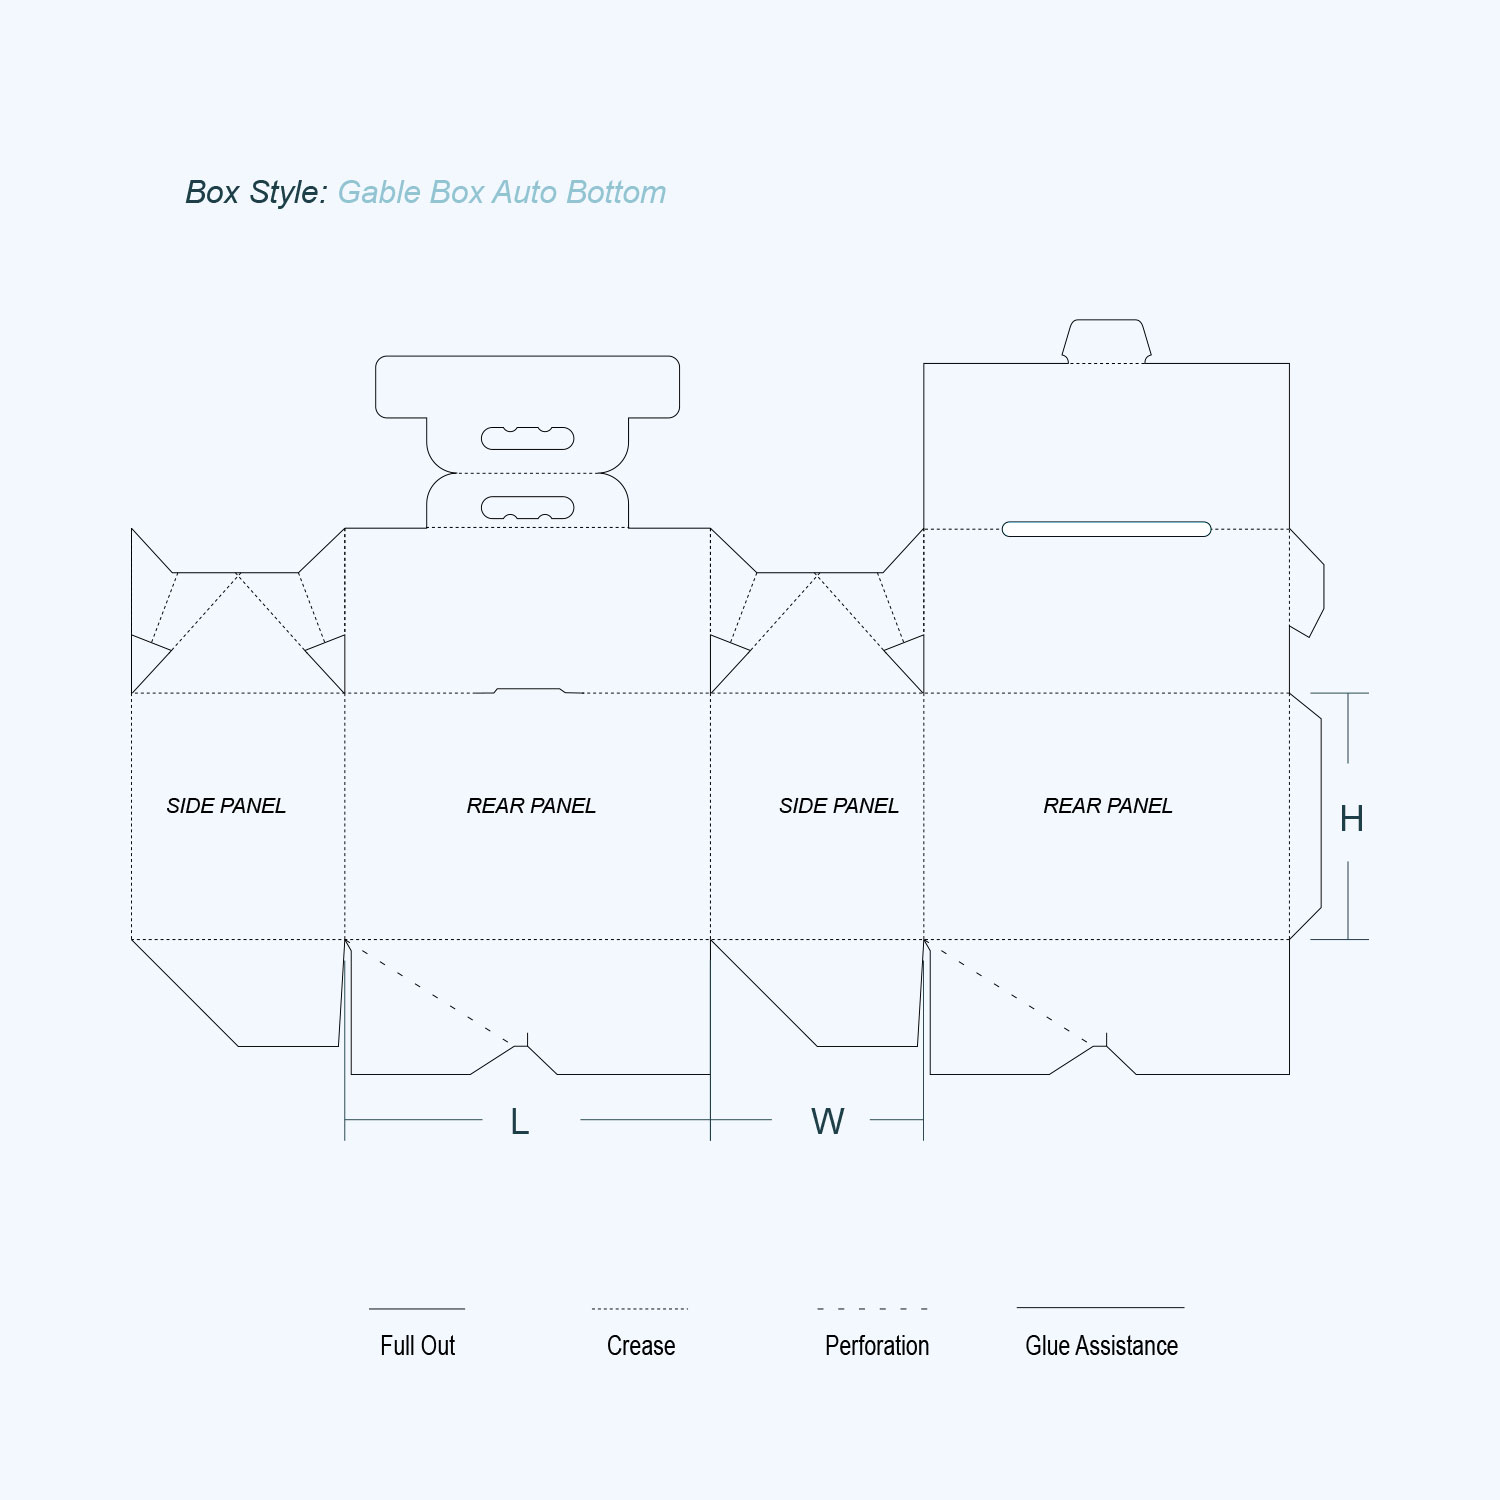 Box Style: Gable Box Auto Bottom
SIDE PANEL
REAR PANEL
SIDE PANEL
REAR PANEL
H
L
W
Full Out
Crease
Perforation
Glue Assistance